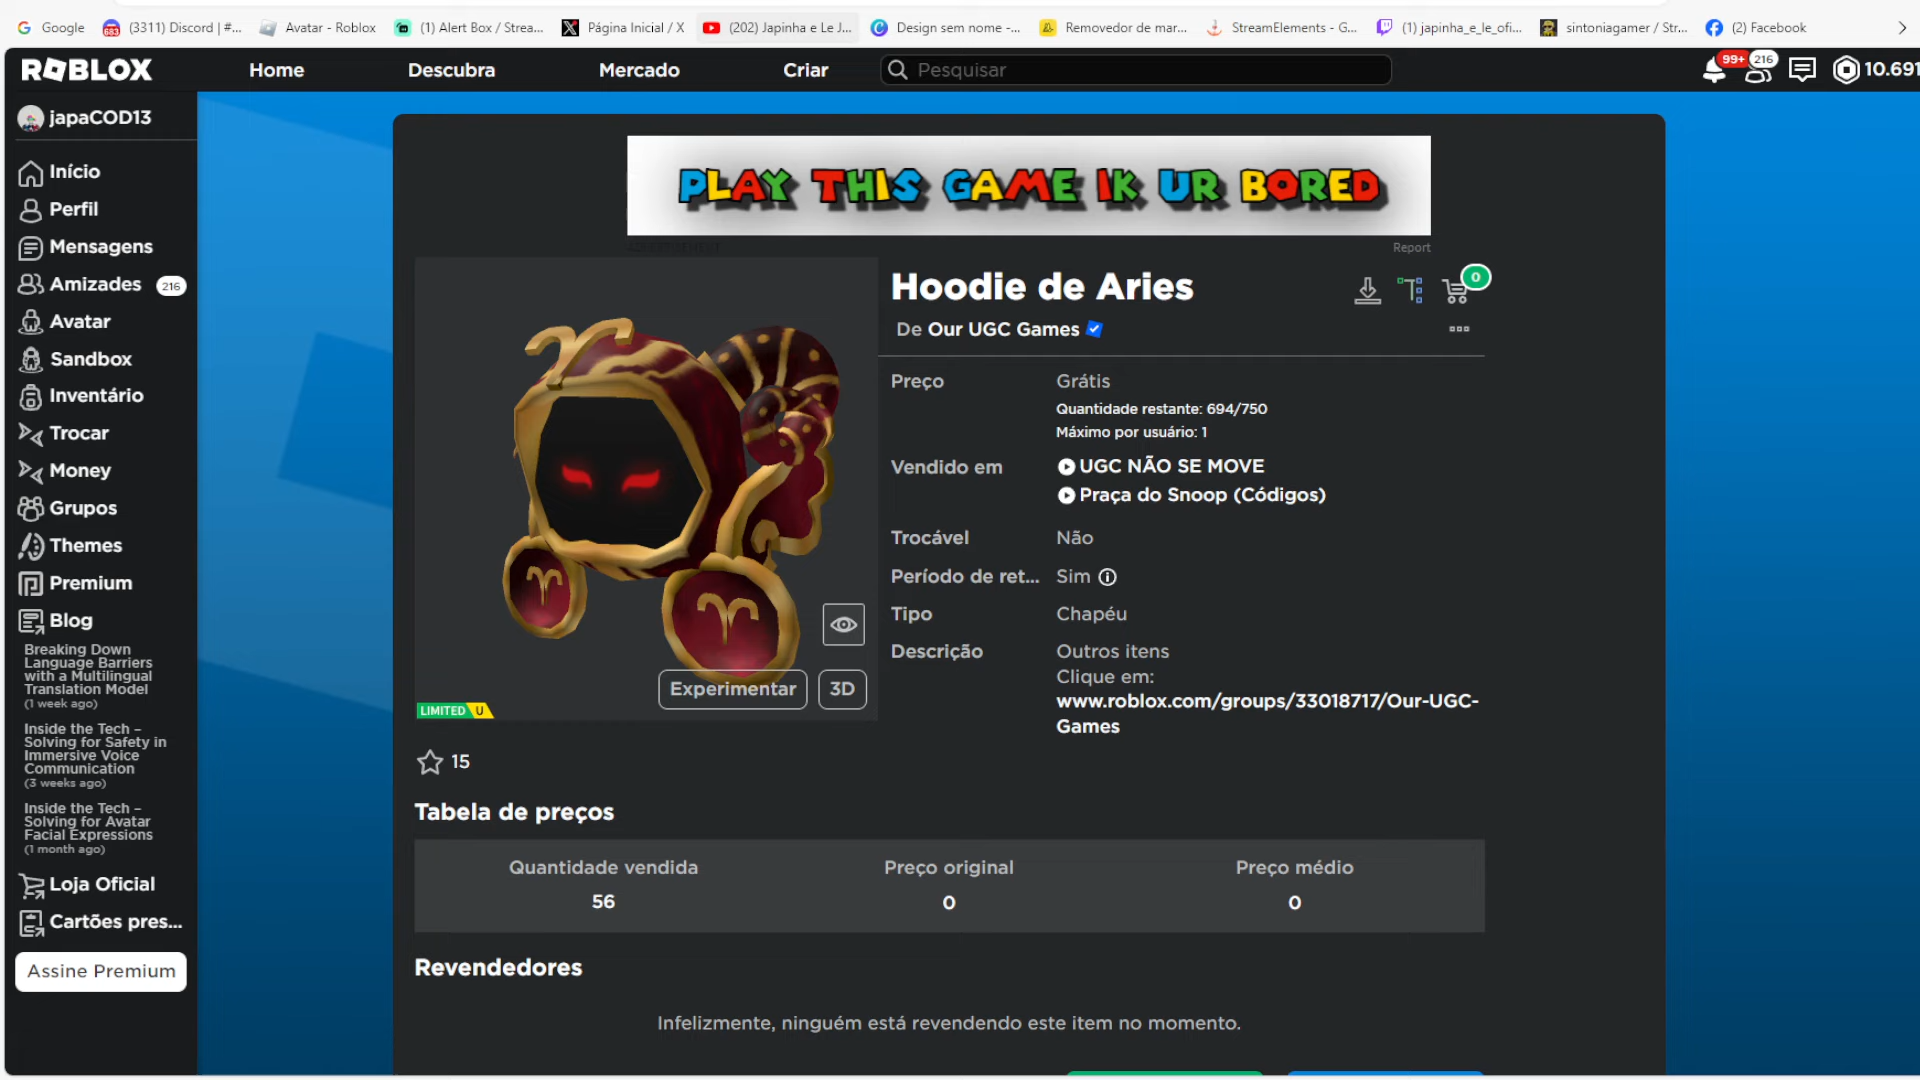 Google
(3311) Discord | #...
Avatar - Roblox
(1) Alert Box / Strea...
Página Inicial / X
(202) Japinha e Le J...
Design sem nome -...
Removedor de mar...
StreamElements - G...
(1) japinha_e_le_ofi...
sintoniagamer / Str...
(2) Facebook
ROBLOX
Home
Descubra
Mercado
Criar
Pesquisar
99+
216
10.691
japaCOD13
Início
Perfil
Mensagens
Amizades 216
Avatar
Sandbox
Inventário
Trocar
Money
Grupos
Themes
Premium
Blog
Breaking Down
Language Barriers
with a Multilingual
Translation Model
(1 week ago)
Inside the Tech –
Solving for Safety in
Immersive Voice
Communication
(3 weeks ago)
Inside the Tech –
Solving for Avatar
Facial Expressions
(1 month ago)
Loja Oficial
Cartões pres...
Assine Premium
PLAY THIS GAME IK UR BORED
ADVERTISEMENT
Report
Hoodie de Aries
0
De Our UGC Games
Preço Grátis
Quantidade restante: 694/750
Máximo por usuário: 1
Vendido em UGC NÃO SE MOVE
Praça do Snoop (Códigos)
Trocável Não
Período de ret... Sim
Tipo Chapéu
Descrição Outros itens
Clique em:
www.roblox.com/groups/33018717/Our-UGC-
Games
Experimentar
3D
LIMITED U
15
Tabela de preços
Quantidade vendida Preço original Preço médio
56 0 0
Revendedores
Infelizmente, ninguém está revendendo este item no momento.